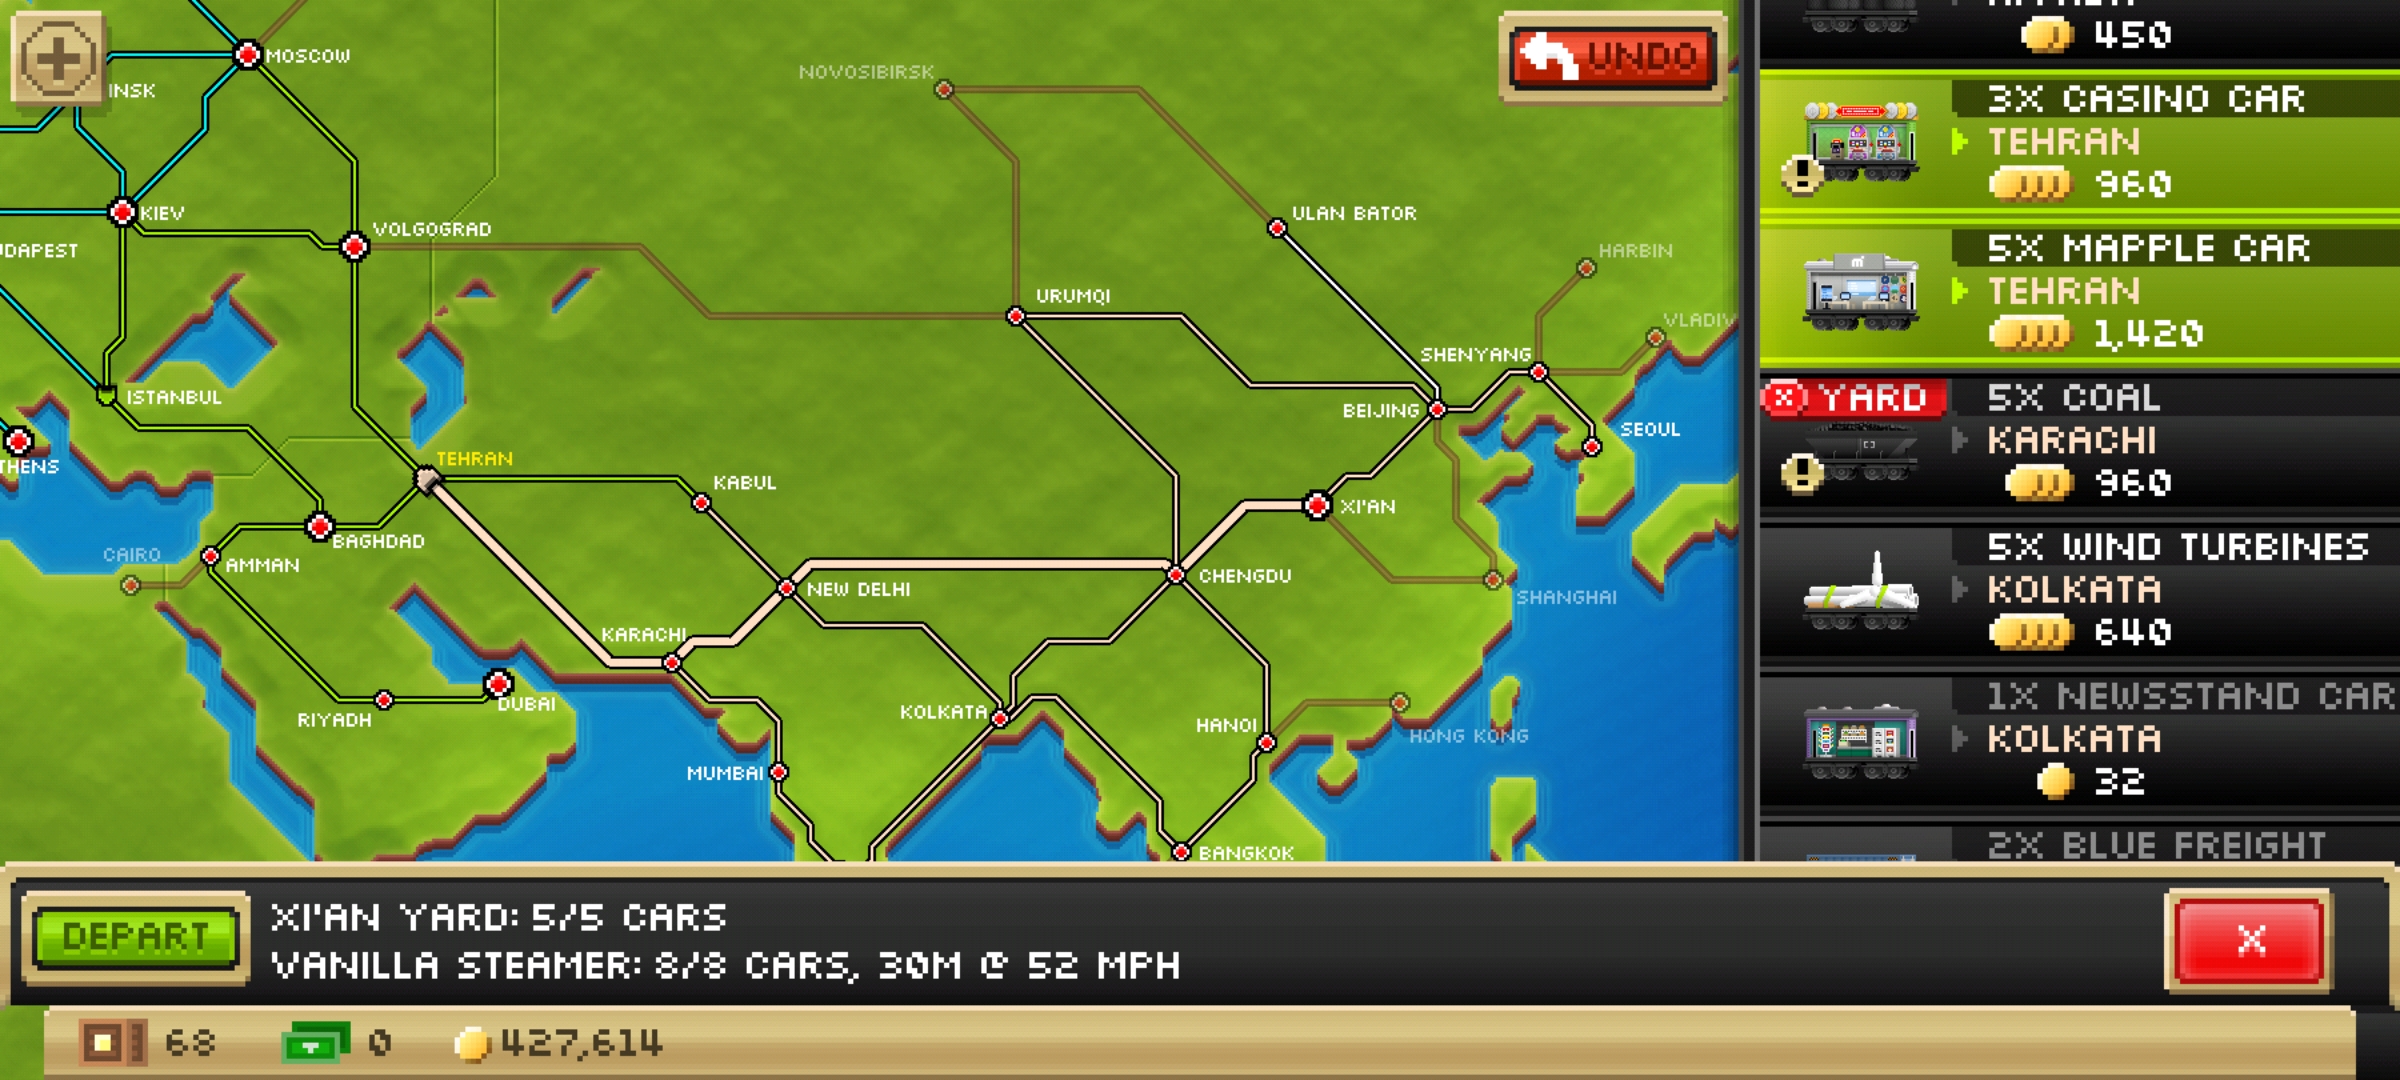 MOSCOW
INSK
NOVOSIBIRSK
UNDO
450
3X CASINO CAR
TEHRAN
960
5X MAPPLE CAR
TEHRAN
1,420
YARD
5X COAL
KARACHI
960
5X WIND TURBINES
KOLKATA
640
1X NEWSSTAND CAR
KOLKATA
32
2X BLUE FREIGHT
KIEV
ULAN BATOR
VOLGOGRAD
DAPEST
HARBIN
URUMQI
VLADIV
SHENYANG
ISTANBUL
BEIJING
SEOUL
THENS
TEHRAN
KABUL
XI'AN
BAGHDAD
CAIRO
AMMAN
NEW DELHI
CHENGDU
SHANGHAI
KARACHI
DUBAI
RIYADH
KOLKATA
HANOI
HONG KONG
MUMBAI
BANGKOK
DEPART
XI'AN YARD: 5/5 CARS
VANILLA STEAMER: 8/8 CARS, 30M @ 52 MPH
X
68
0
427,614